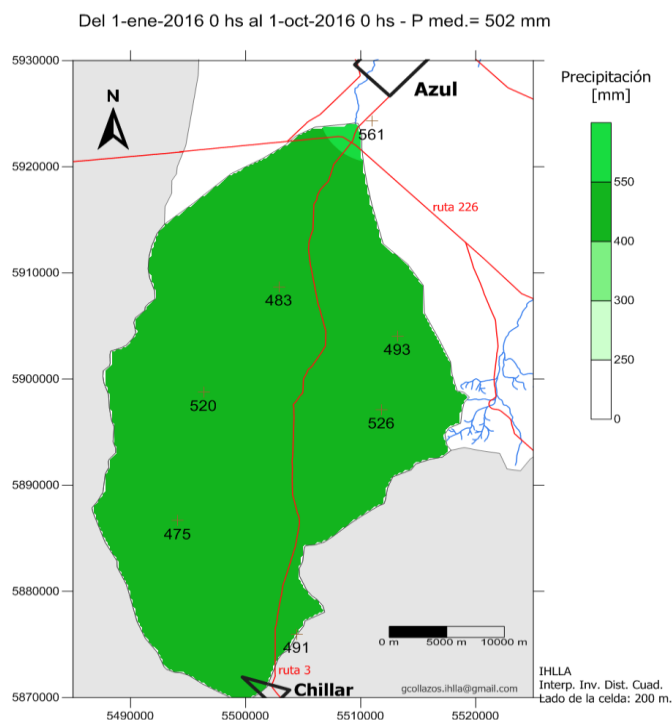 Del 1-ene-2016 0 hs al 1-oct-2016 0 hs - P med.= 502 mm
5930000
5920000
5910000
5900000
5890000
5880000
5870000
5490000
5500000
5510000
5520000
N
Azul
561
ruta 226
483
493
520
526
475
491
ruta 3
Chillar
0 m
5000 m
10000 m
gcollazos.ihlla@gmail.com
Precipitación
[mm]
550
400
300
250
0
IHLLA
Interp. Inv. Dist. Cuad.
Lado de la celda: 200 m.